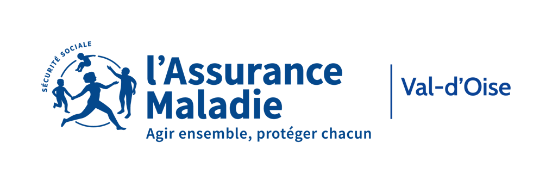 SÉCURITÉ SOCIALE
l'Assurance
Maladie
Agir ensemble, protéger chacun
Val-d'Oise